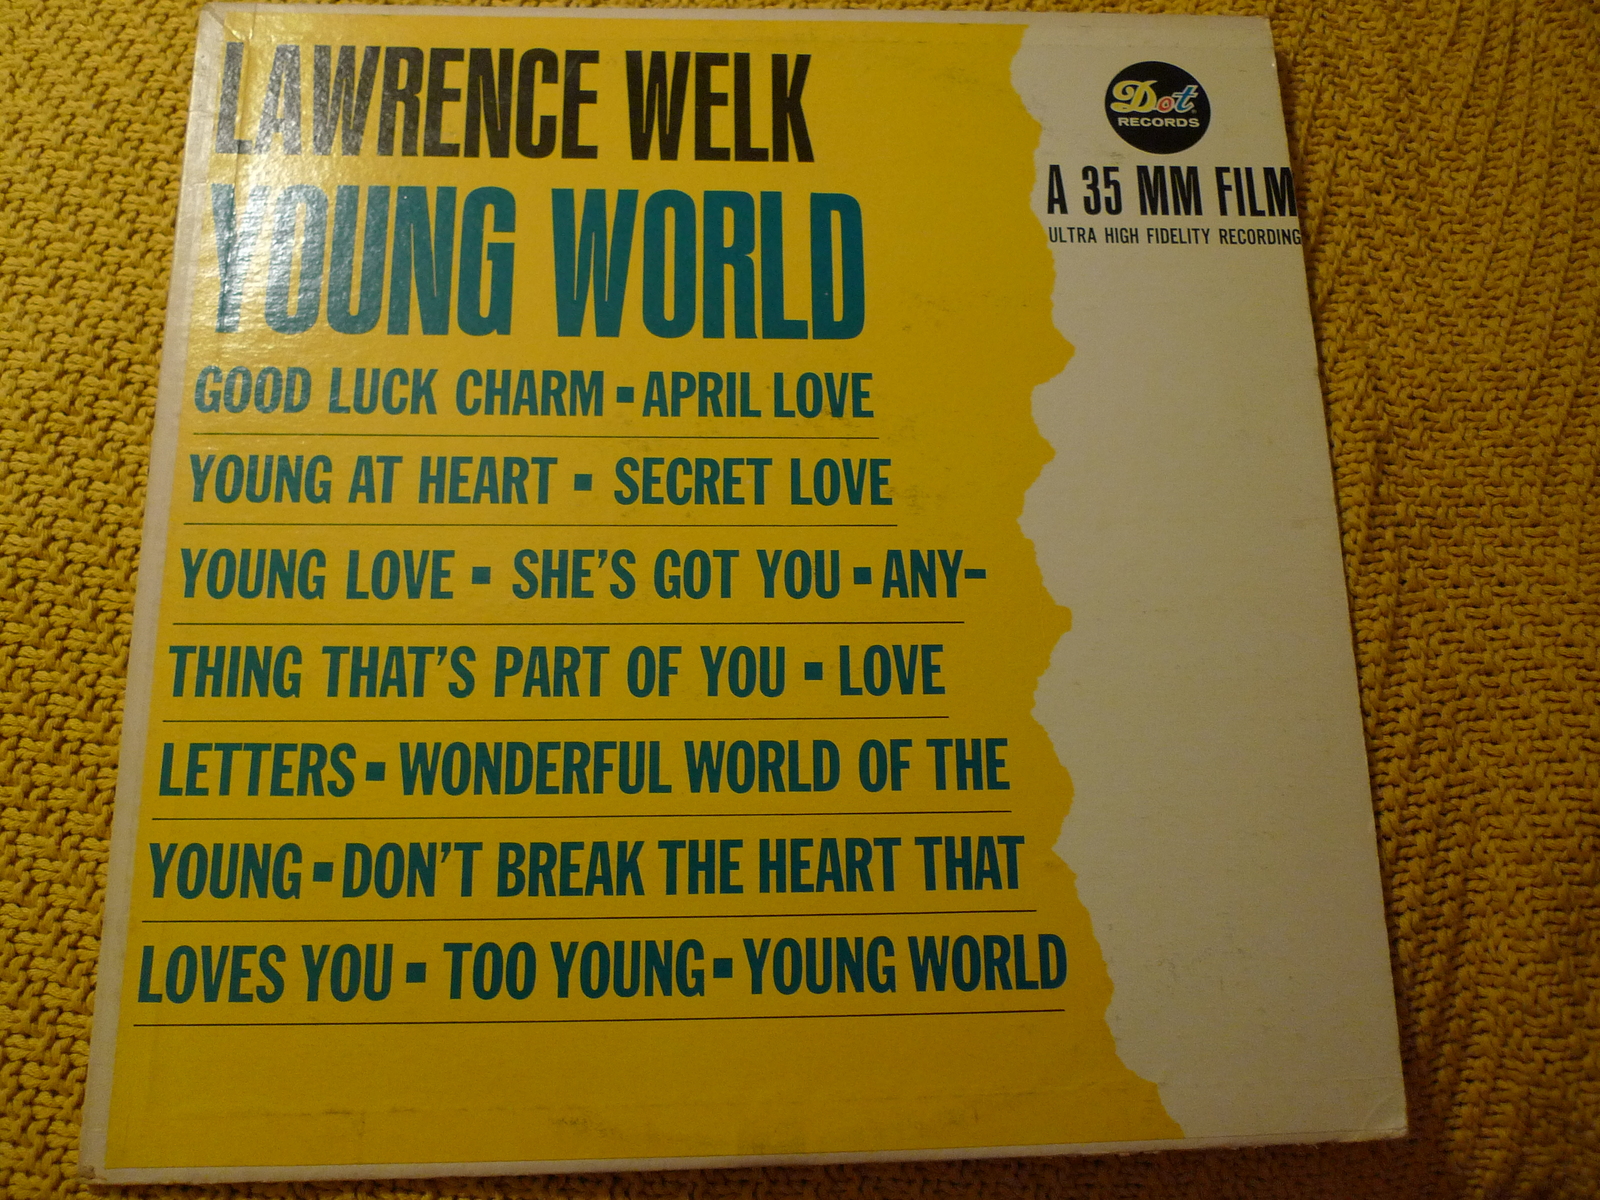 LAWRENCE WELK
YOUNG WORLD
GOOD LUCK CHARM ▪ APRIL LOVE
YOUNG AT HEART ▪ SECRET LOVE
YOUNG LOVE ▪ SHE'S GOT YOU ▪ ANY-
THING THAT'S PART OF YOU ▪ LOVE
LETTERS ▪ WONDERFUL WORLD OF THE
YOUNG ▪ DON'T BREAK THE HEART THAT
LOVES YOU ▪ TOO YOUNG ▪ YOUNG WORLD
Dot
RECORDS
A 35 MM FILM
ULTRA HIGH FIDELITY RECORDING